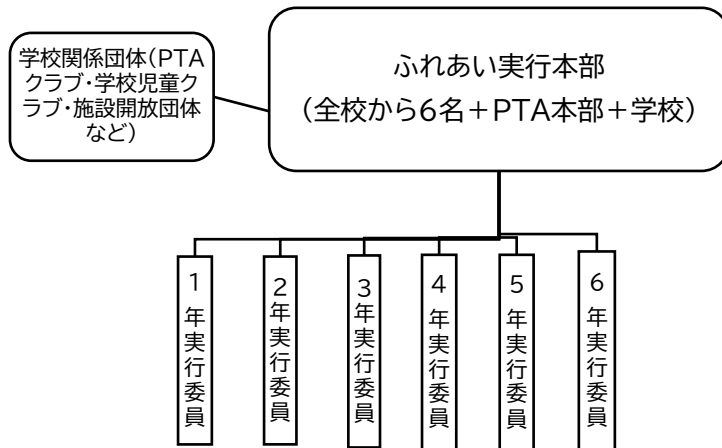 学校関係団体(PTA
クラブ・学校児童ク
ラブ・施設開放団体
など)
ふれあい実行本部
(全校から6名+PTA本部+学校)
1年実行委員
2年実行委員
3年実行委員
4年実行委員
5年実行委員
6年実行委員